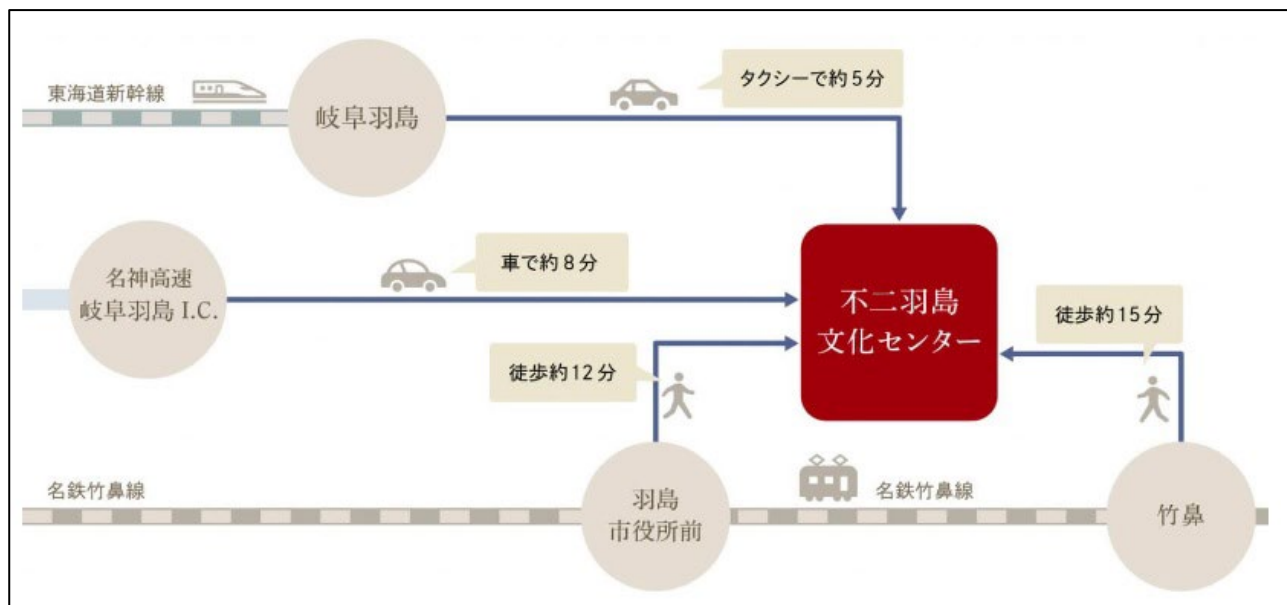 東海道新幹線
岐阜羽島
タクシーで約5分
名神高速
岐阜羽島 I.C.
車で約8分
不二羽島
文化センター
徒歩約12分
徒歩約15分
名鉄竹鼻線
羽島
市役所前
名鉄竹鼻線
竹鼻